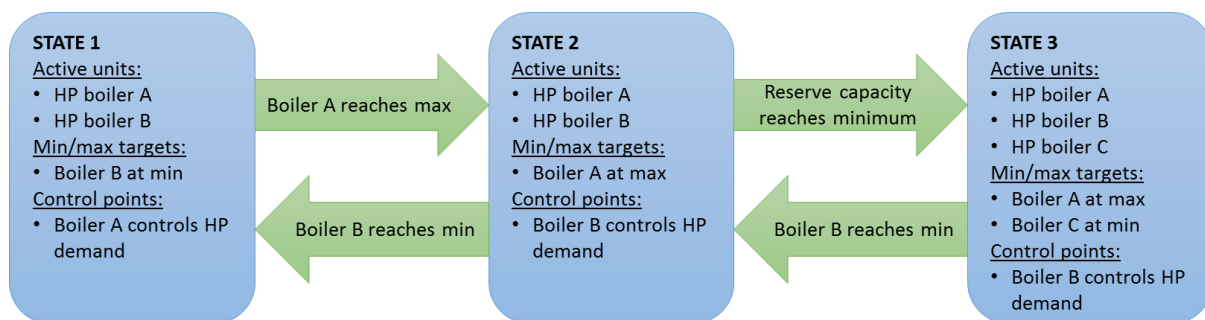 STATE 1
Active units:
• HP boiler A
• HP boiler B
Min/max targets:
• Boiler B at min
Control points:
• Boiler A controls HP
demand
Boiler A reaches max
Boiler B reaches min
STATE 2
Active units:
• HP boiler A
• HP boiler B
Min/max targets:
• Boiler A at max
Control points:
• Boiler B controls HP
demand
Reserve capacity
reaches minimum
Boiler B reaches min
STATE 3
Active units:
• HP boiler A
• HP boiler B
• HP boiler C
Min/max targets:
• Boiler A at max
• Boiler C at min
Control points:
• Boiler B controls HP
demand